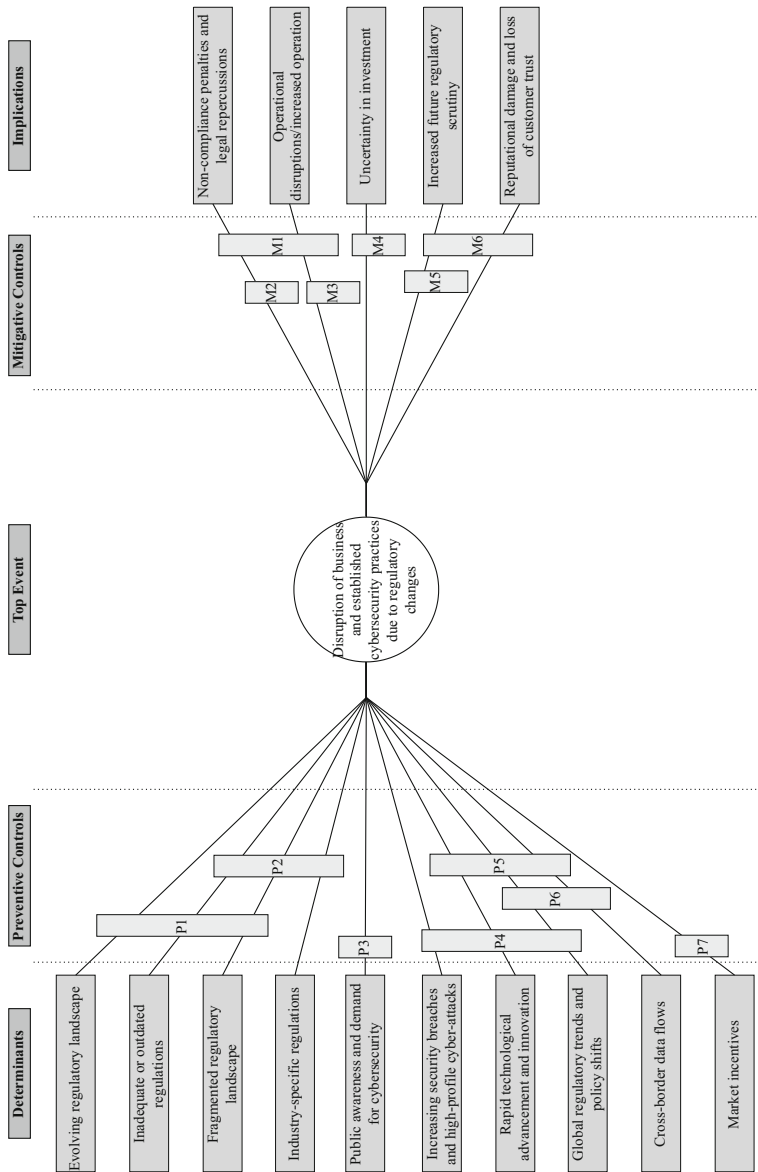 Determinants
Preventive Controls
Top Event
Mitigative Controls
Implications
Evolving regulatory landscape
Inadequate or outdated
regulations
Fragmented regulatory
landscape
Industry-specific regulations
Public awareness and demand
for cybersecurity
Increasing security breaches
and high-profile cyber-attacks
Rapid technological
advancement and innovation
Global regulatory trends and
policy shifts
Cross-border data flows
Market incentives
P1
P2
P3
P4
P5
P6
P7
Disruption of business
and established
cybersecurity practices
due to regulatory
changes
M1
M2
M3
M4
M5
M6
Non-compliance penalties and
legal repercussions
Operational
disruptions/increased operation
Uncertainty in investment
Increased future regulatory
scrutiny
Reputational damage and loss
of customer trust